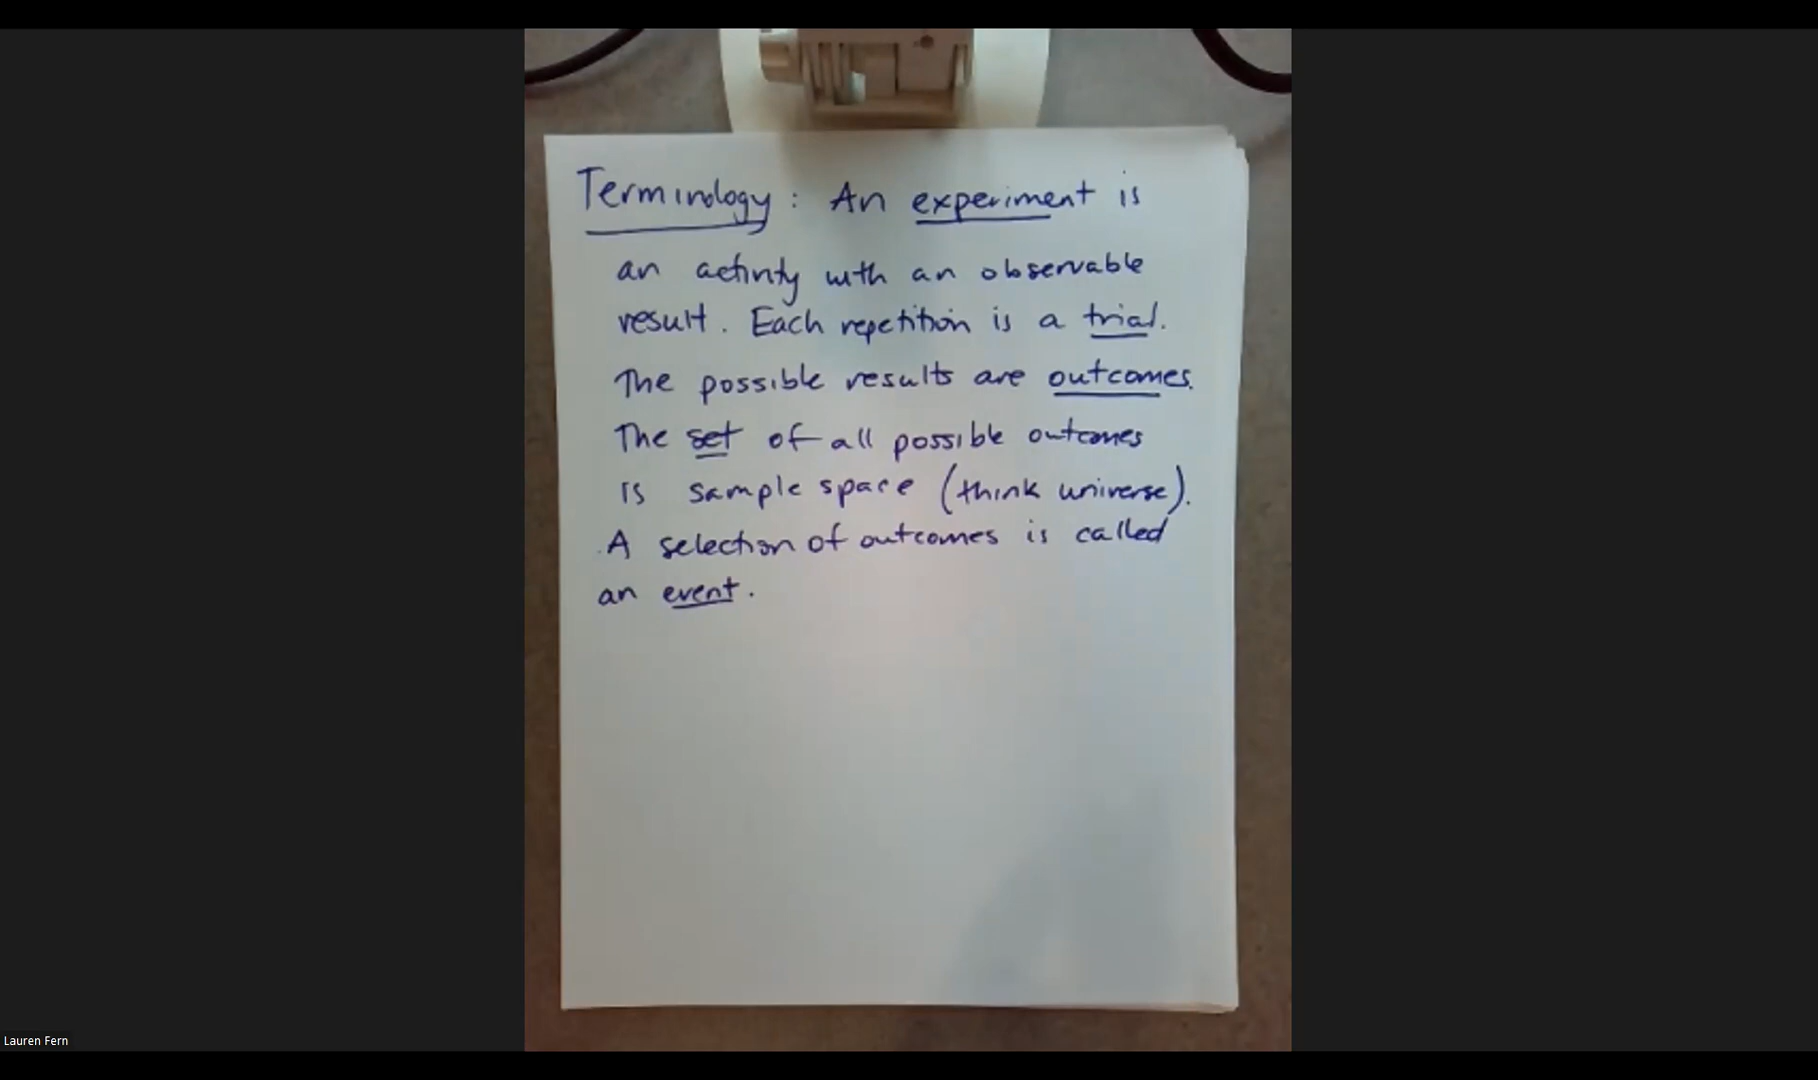 Terminology: An experiment is
an activity with an observable
result. Each repetition is a trial.
The possible results are outcomes.
The set of all possible outcomes
is sample space (think universe).
A selection of outcomes is called
an event.
Lauren Fern